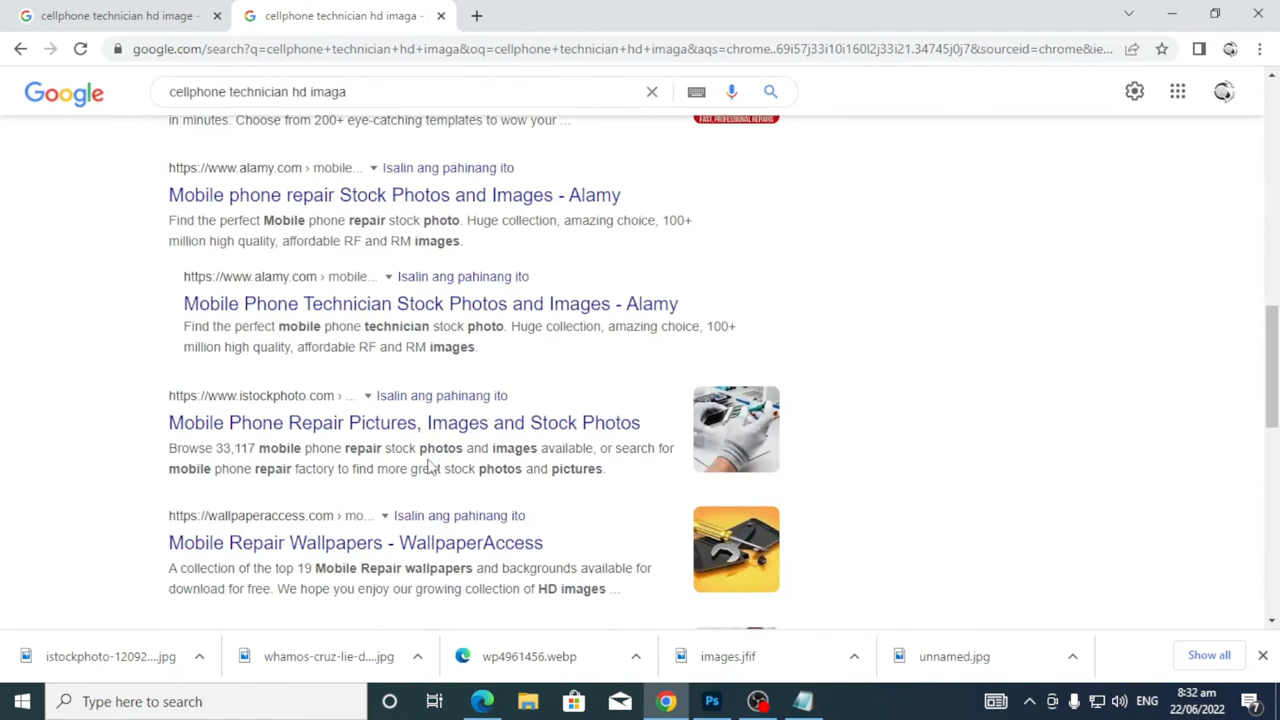 cellphone technician hd image -
cellphone technician hd imaga -
google.com/search?q=cellphone+technician+hd+imaga&oq=cellphone+technician+hd+imaga&aqs=chrome..69i57j33i10i160l2j33i21.34745j0j7&sourceid=chrome&ie...
Google
cellphone technician hd imaga
in minutes. Choose from 200+ eye-catching templates to wow your ...
FAST, PROFESSIONAL REPAIRS
https://www.alamy.com › mobile... Isalin ang pahinang ito
Mobile phone repair Stock Photos and Images - Alamy
Find the perfect Mobile phone repair stock photo. Huge collection, amazing choice, 100+
million high quality, affordable RF and RM images.
https://www.alamy.com › mobile... Isalin ang pahinang ito
Mobile Phone Technician Stock Photos and Images - Alamy
Find the perfect mobile phone technician stock photo. Huge collection, amazing choice, 100+
million high quality, affordable RF and RM images.
https://www.istockphoto.com › ... Isalin ang pahinang ito
Mobile Phone Repair Pictures, Images and Stock Photos
Browse 33,117 mobile phone repair stock photos and images available, or search for
mobile phone repair factory to find more great stock photos and pictures.
https://wallpaperaccess.com › mo... Isalin ang pahinang ito
Mobile Repair Wallpapers - WallpaperAccess
A collection of the top 19 Mobile Repair wallpapers and backgrounds available for
download for free. We hope you enjoy our growing collection of HD images ...
istockphoto-12092....jpg
whamos-cruz-lie-d....jpg
wp4961456.webp
images.jfif
unnamed.jpg
Show all
Type here to search
Ps
ENG
8:32 am
22/06/2022
7